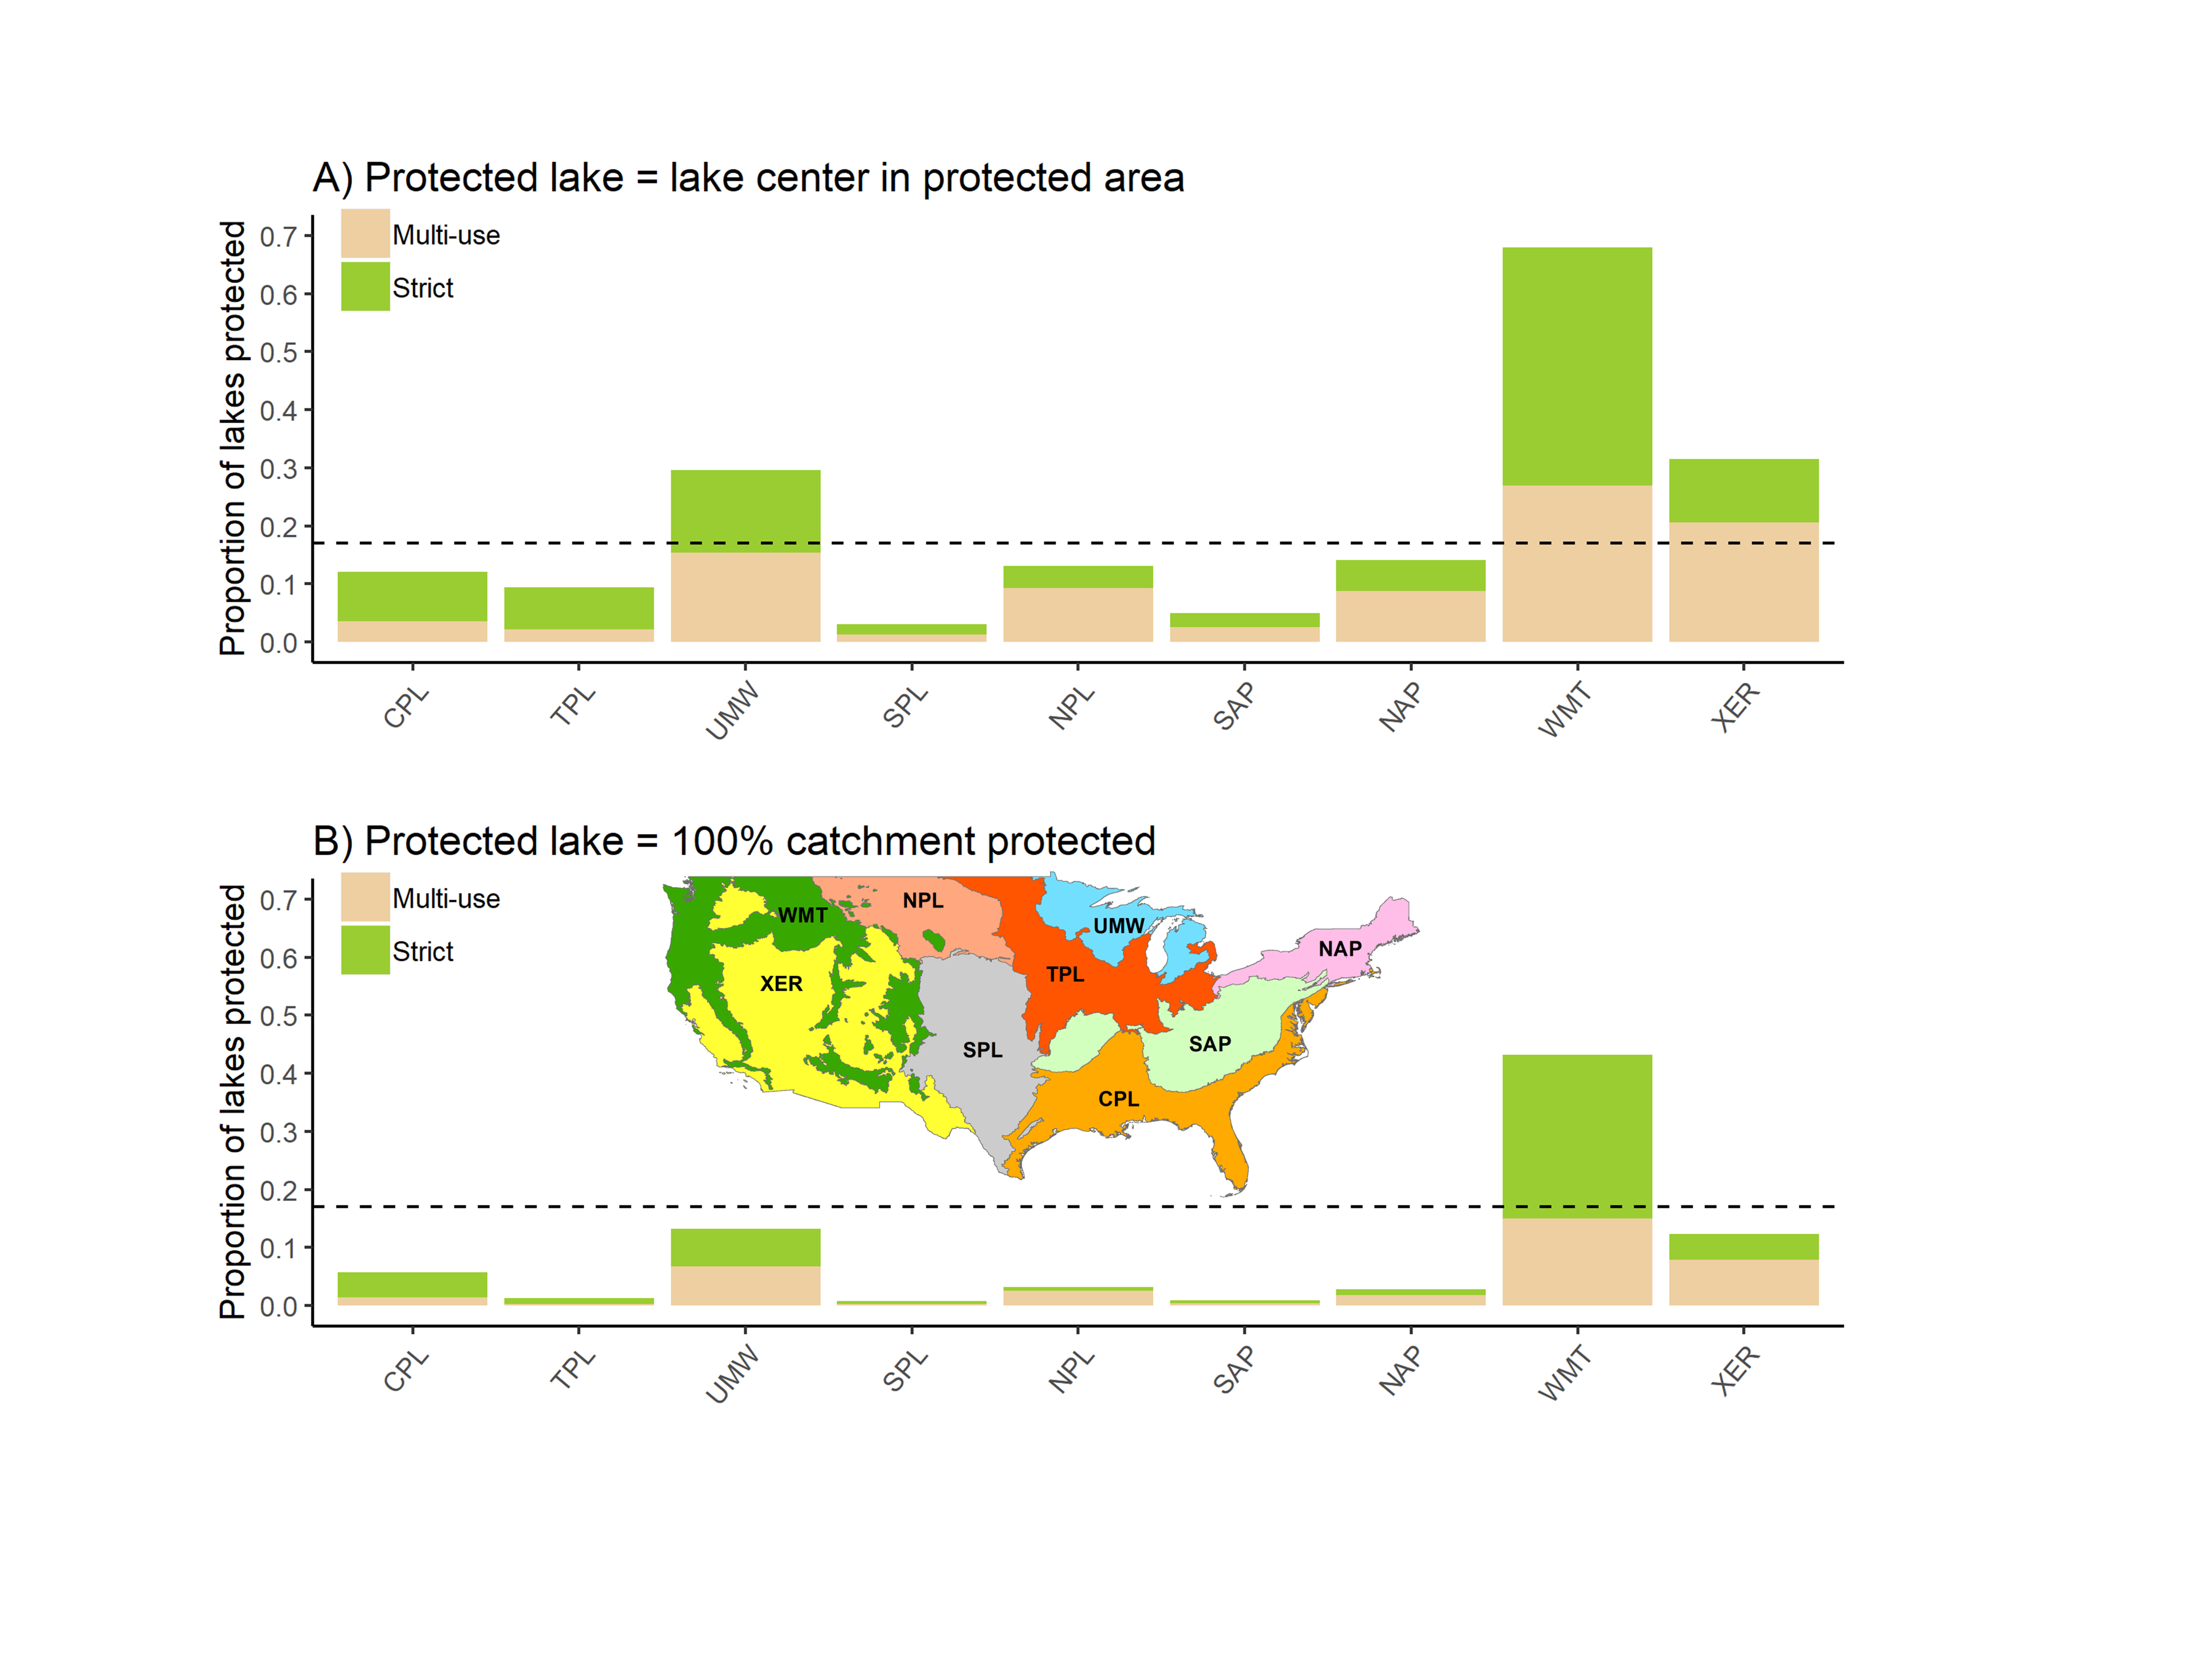 A) Protected lake = lake center in protected area
Proportion of lakes protected
0.7
0.6
0.5
0.4
0.3
0.2
0.1
0.0
Multi-use
Strict
CPL
TPL
UMW
SPL
NPL
SAP
NAP
WMT
XER
B) Protected lake = 100% catchment protected
Proportion of lakes protected
0.7
0.6
0.5
0.4
0.3
0.2
0.1
0.0
Multi-use
Strict
WMT
NPL
UMW
NAP
XER
TPL
SPL
SAP
CPL
CPL
TPL
UMW
SPL
NPL
SAP
NAP
WMT
XER